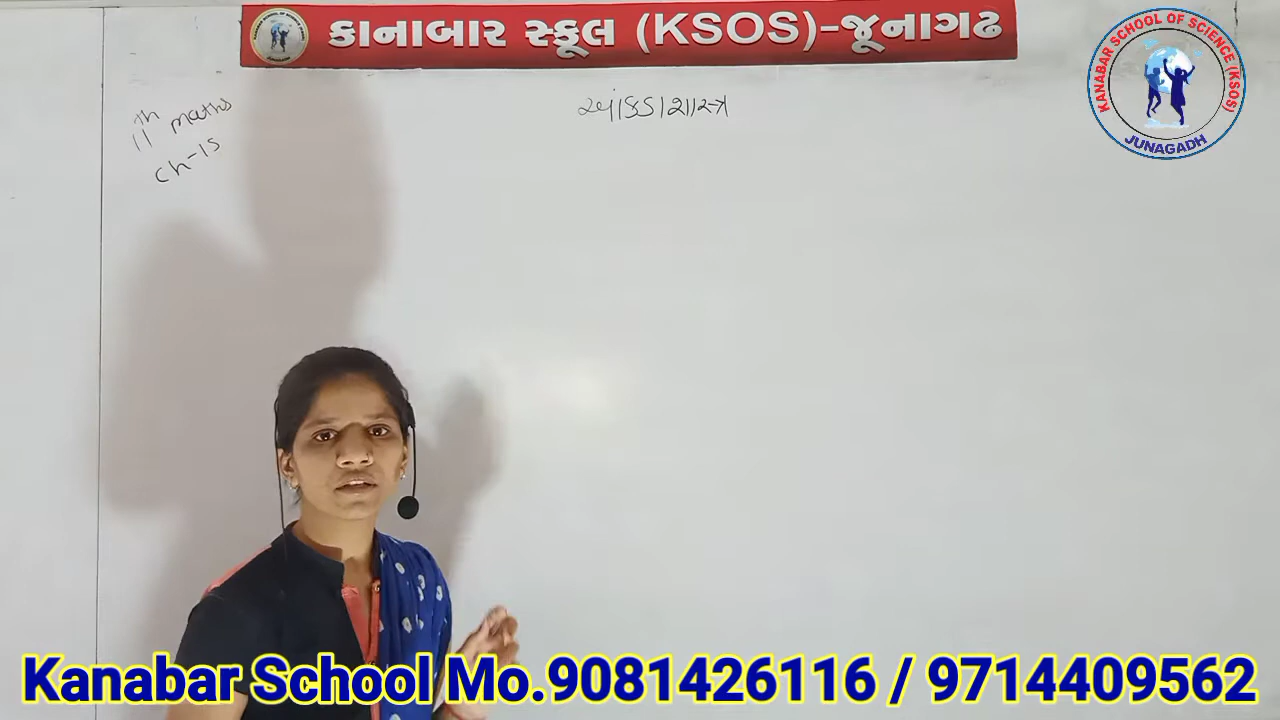 કાનાબાર સ્કૂલ (KSOS)-જૂનાગઢ
KANABAR SCHOOL OF SCIENCE (KSOS)
JUNAGADH
11th maths
ch-15
આંકડાશાસ્ત્ર
Kanabar School Mo.9081426116 / 9714409562